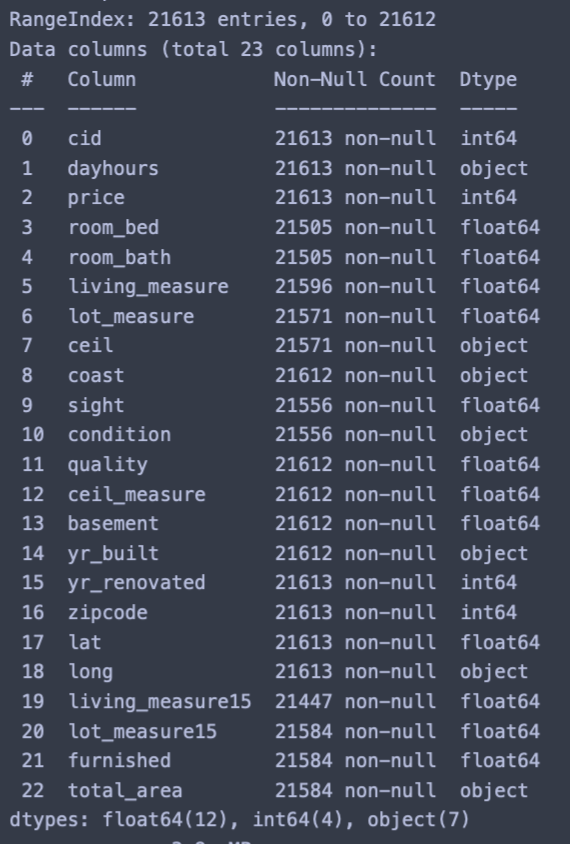 RangeIndex: 21613 entries, 0 to 21612
Data columns (total 23 columns):
 #   Column            Non-Null Count  Dtype
---  ------            --------------  -----
 0   cid               21613 non-null  int64
 1   dayhours          21613 non-null  object
 2   price             21613 non-null  int64
 3   room_bed          21505 non-null  float64
 4   room_bath         21505 non-null  float64
 5   living_measure    21596 non-null  float64
 6   lot_measure       21571 non-null  float64
 7   ceil              21571 non-null  object
 8   coast             21612 non-null  object
 9   sight             21556 non-null  float64
 10  condition         21556 non-null  object
 11  quality           21612 non-null  float64
 12  ceil_measure      21612 non-null  float64
 13  basement          21612 non-null  float64
 14  yr_built          21612 non-null  object
 15  yr_renovated      21613 non-null  int64
 16  zipcode           21613 non-null  int64
 17  lat               21613 non-null  float64
 18  long              21613 non-null  object
 19  living_measure15  21447 non-null  float64
 20  lot_measure15     21584 non-null  float64
 21  furnished         21584 non-null  float64
 22  total_area        21584 non-null  object
dtypes: float64(12), int64(4), object(7)